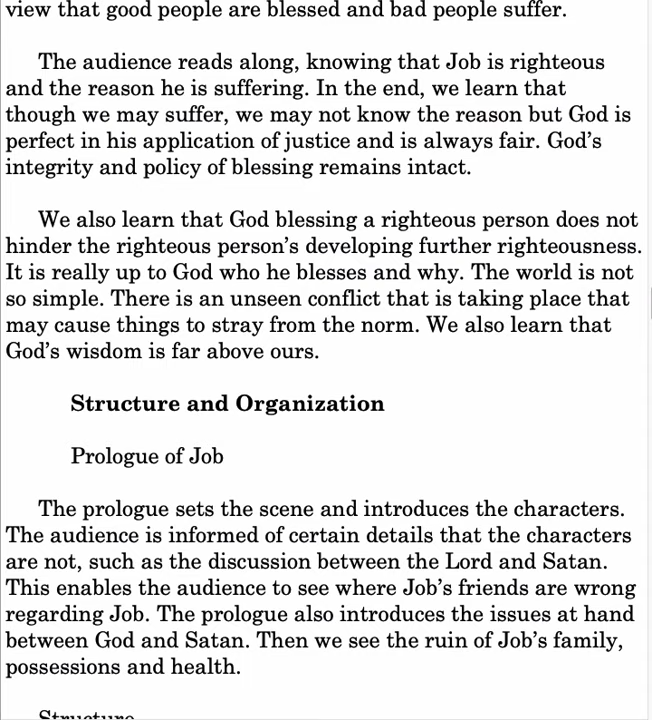 view that good people are blessed and bad people suffer.
The audience reads along, knowing that Job is righteous
and the reason he is suffering. In the end, we learn that
though we may suffer, we may not know the reason but God is
perfect in his application of justice and is always fair. God’s
integrity and policy of blessing remains intact.
We also learn that God blessing a righteous person does not
hinder the righteous person’s developing further righteousness.
It is really up to God who he blesses and why. The world is not
so simple. There is an unseen conflict that is taking place that
may cause things to stray from the norm. We also learn that
God’s wisdom is far above ours.
Structure and Organization
Prologue of Job
The prologue sets the scene and introduces the characters.
The audience is informed of certain details that the characters
are not, such as the discussion between the Lord and Satan.
This enables the audience to see where Job’s friends are wrong
regarding Job. The prologue also introduces the issues at hand
between God and Satan. Then we see the ruin of Job’s family,
possessions and health.
Structure